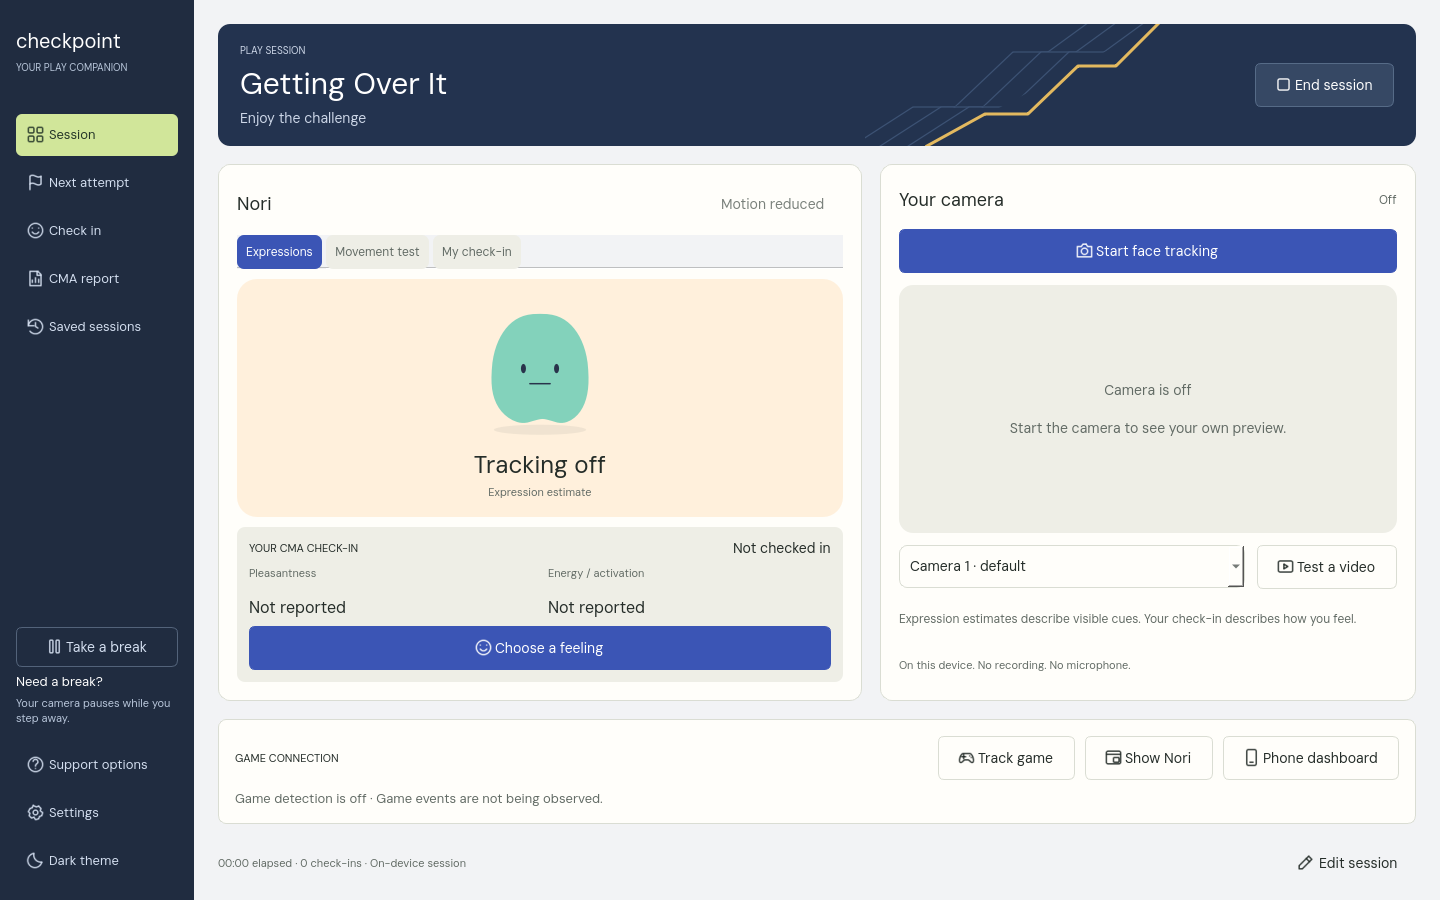 checkpoint
YOUR PLAY COMPANION
Session
Next attempt
Check in
CMA report
Saved sessions
Take a break
Need a break?
Your camera pauses while you
step away.
Support options
Settings
Dark theme
PLAY SESSION
Getting Over It
Enjoy the challenge
End session
Nori
Motion reduced
Expressions
Movement test
My check-in
Tracking off
Expression estimate
YOUR CMA CHECK-IN
Not checked in
Pleasantness
Energy / activation
Not reported
Not reported
Choose a feeling
Your camera
Off
Start face tracking
Camera is off
Start the camera to see your own preview.
Camera 1 · default
Test a video
Expression estimates describe visible cues. Your check-in describes how you feel.
On this device. No recording. No microphone.
GAME CONNECTION
Track game
Show Nori
Phone dashboard
Game detection is off · Game events are not being observed.
00:00 elapsed · 0 check-ins · On-device session
Edit session